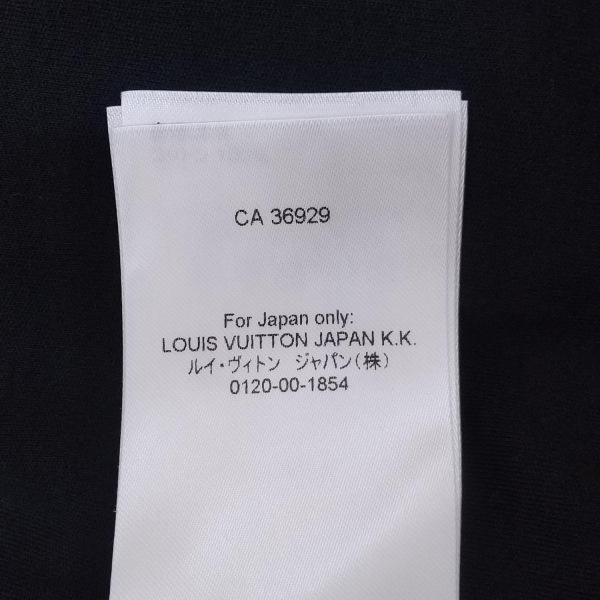 CA 36929
For Japan only:
LOUIS VUITTON JAPAN K.K.
ルイ・ヴィトン ジャパン(株)
0120-00-1854